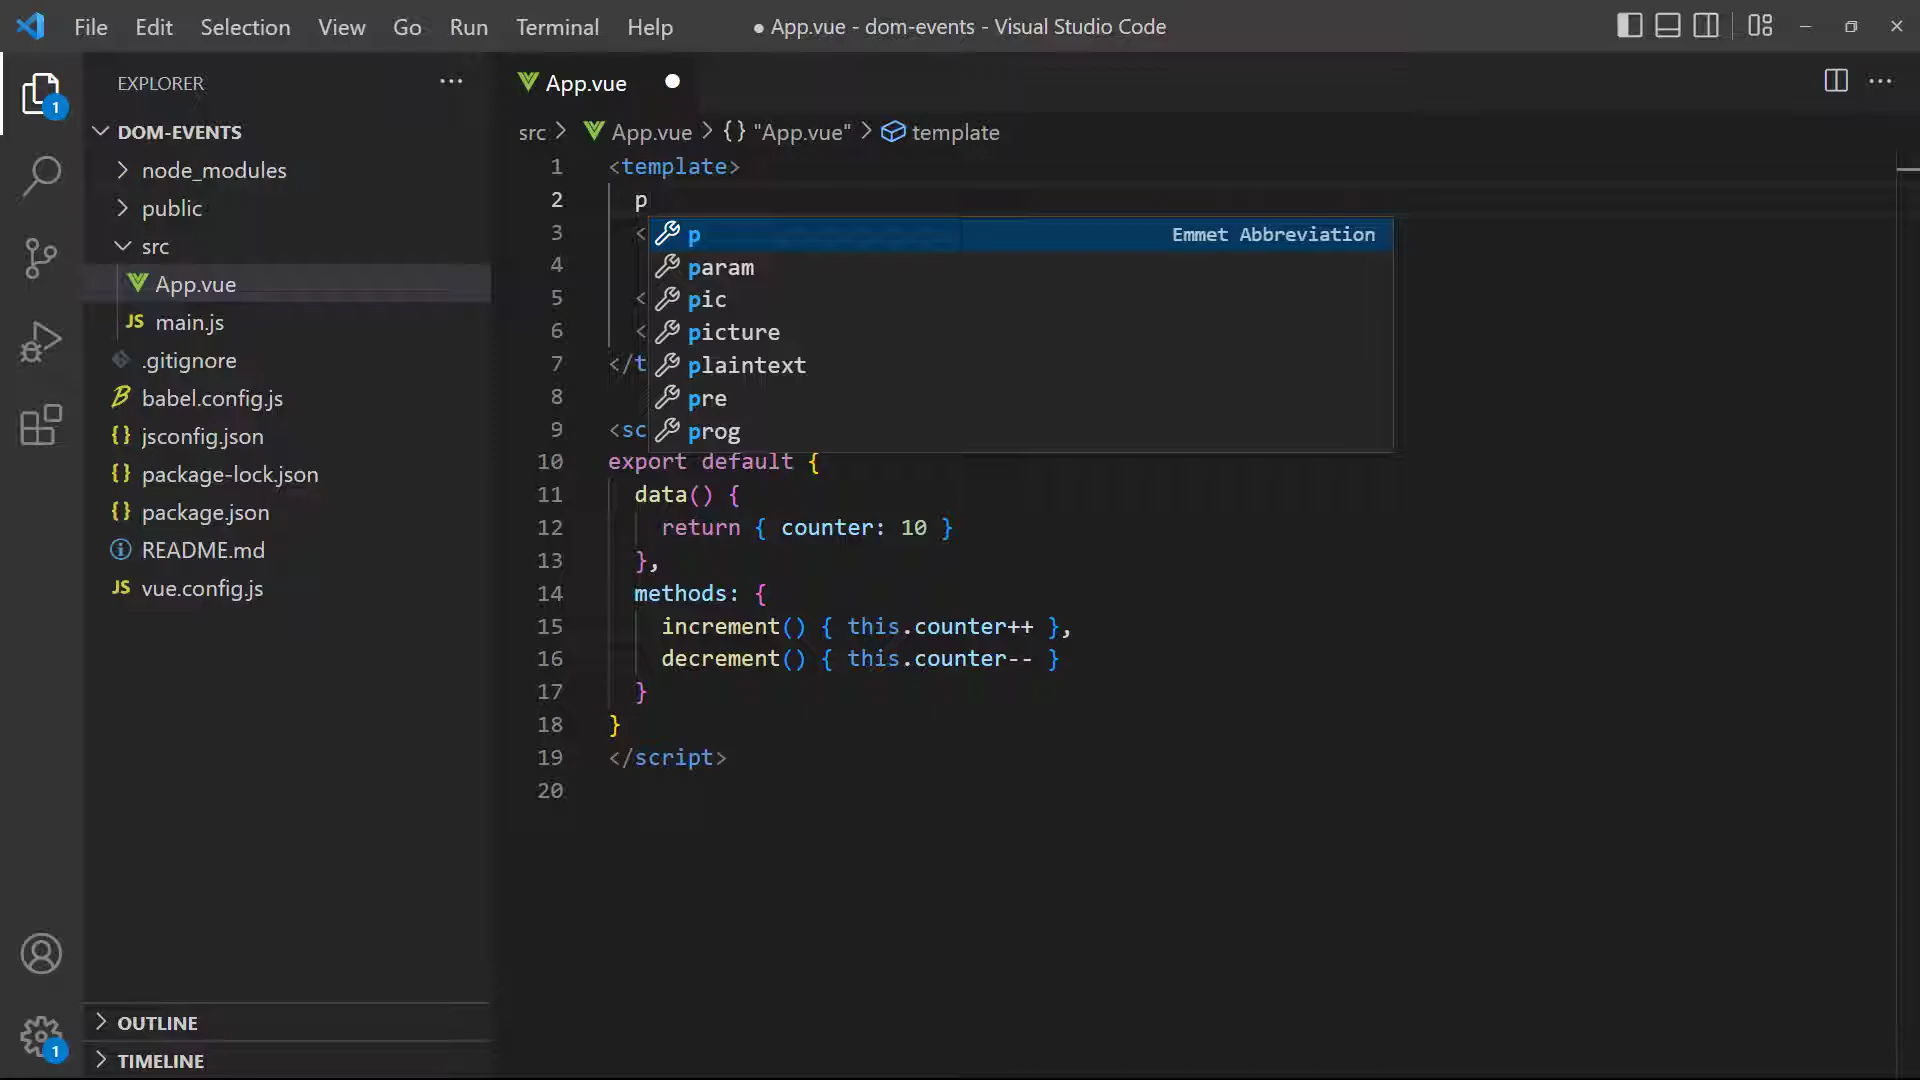 File Edit Selection View Go Run Terminal Help
● App.vue - dom-events - Visual Studio Code
EXPLORER
1
DOM-EVENTS
node_modules
public
src
App.vue
JS main.js
.gitignore
babel.config.js
{} jsconfig.json
{} package-lock.json
{} package.json
README.md
JS vue.config.js
OUTLINE
1
TIMELINE
App.vue
src > App.vue > {} "App.vue" > template
1 <template>
2 p
3 <
4
5 <
6 <
7 </t
8
9 <sc
p Emmet Abbreviation
param
pic
picture
plaintext
pre
prog
10 export default {
11 data() {
12 return { counter: 10 }
13 },
14 methods: {
15 increment() { this.counter++ },
16 decrement() { this.counter-- }
17 }
18 }
19 </script>
20